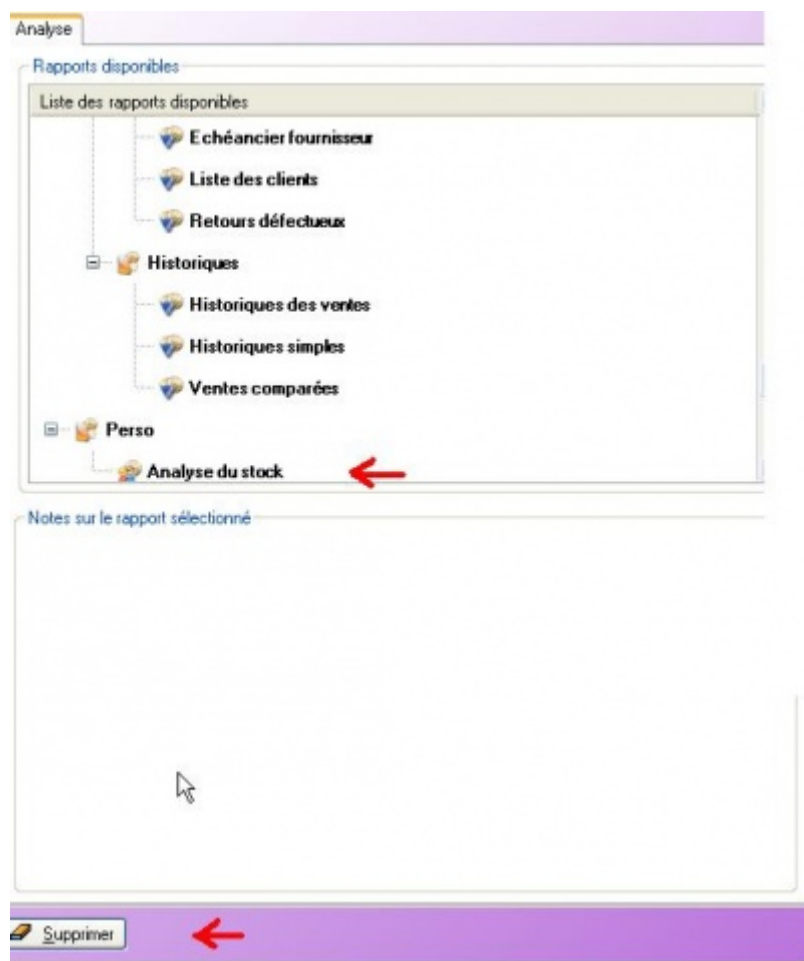 Analyse
Rapports disponibles
Liste des rapports disponibles
Echéancier fournisseur
Liste des clients
Retours défectueux
Historiques
Historiques des ventes
Historiques simples
Ventes comparées
Perso
Analyse du stock
Notes sur le rapport sélectionné
Supprimer